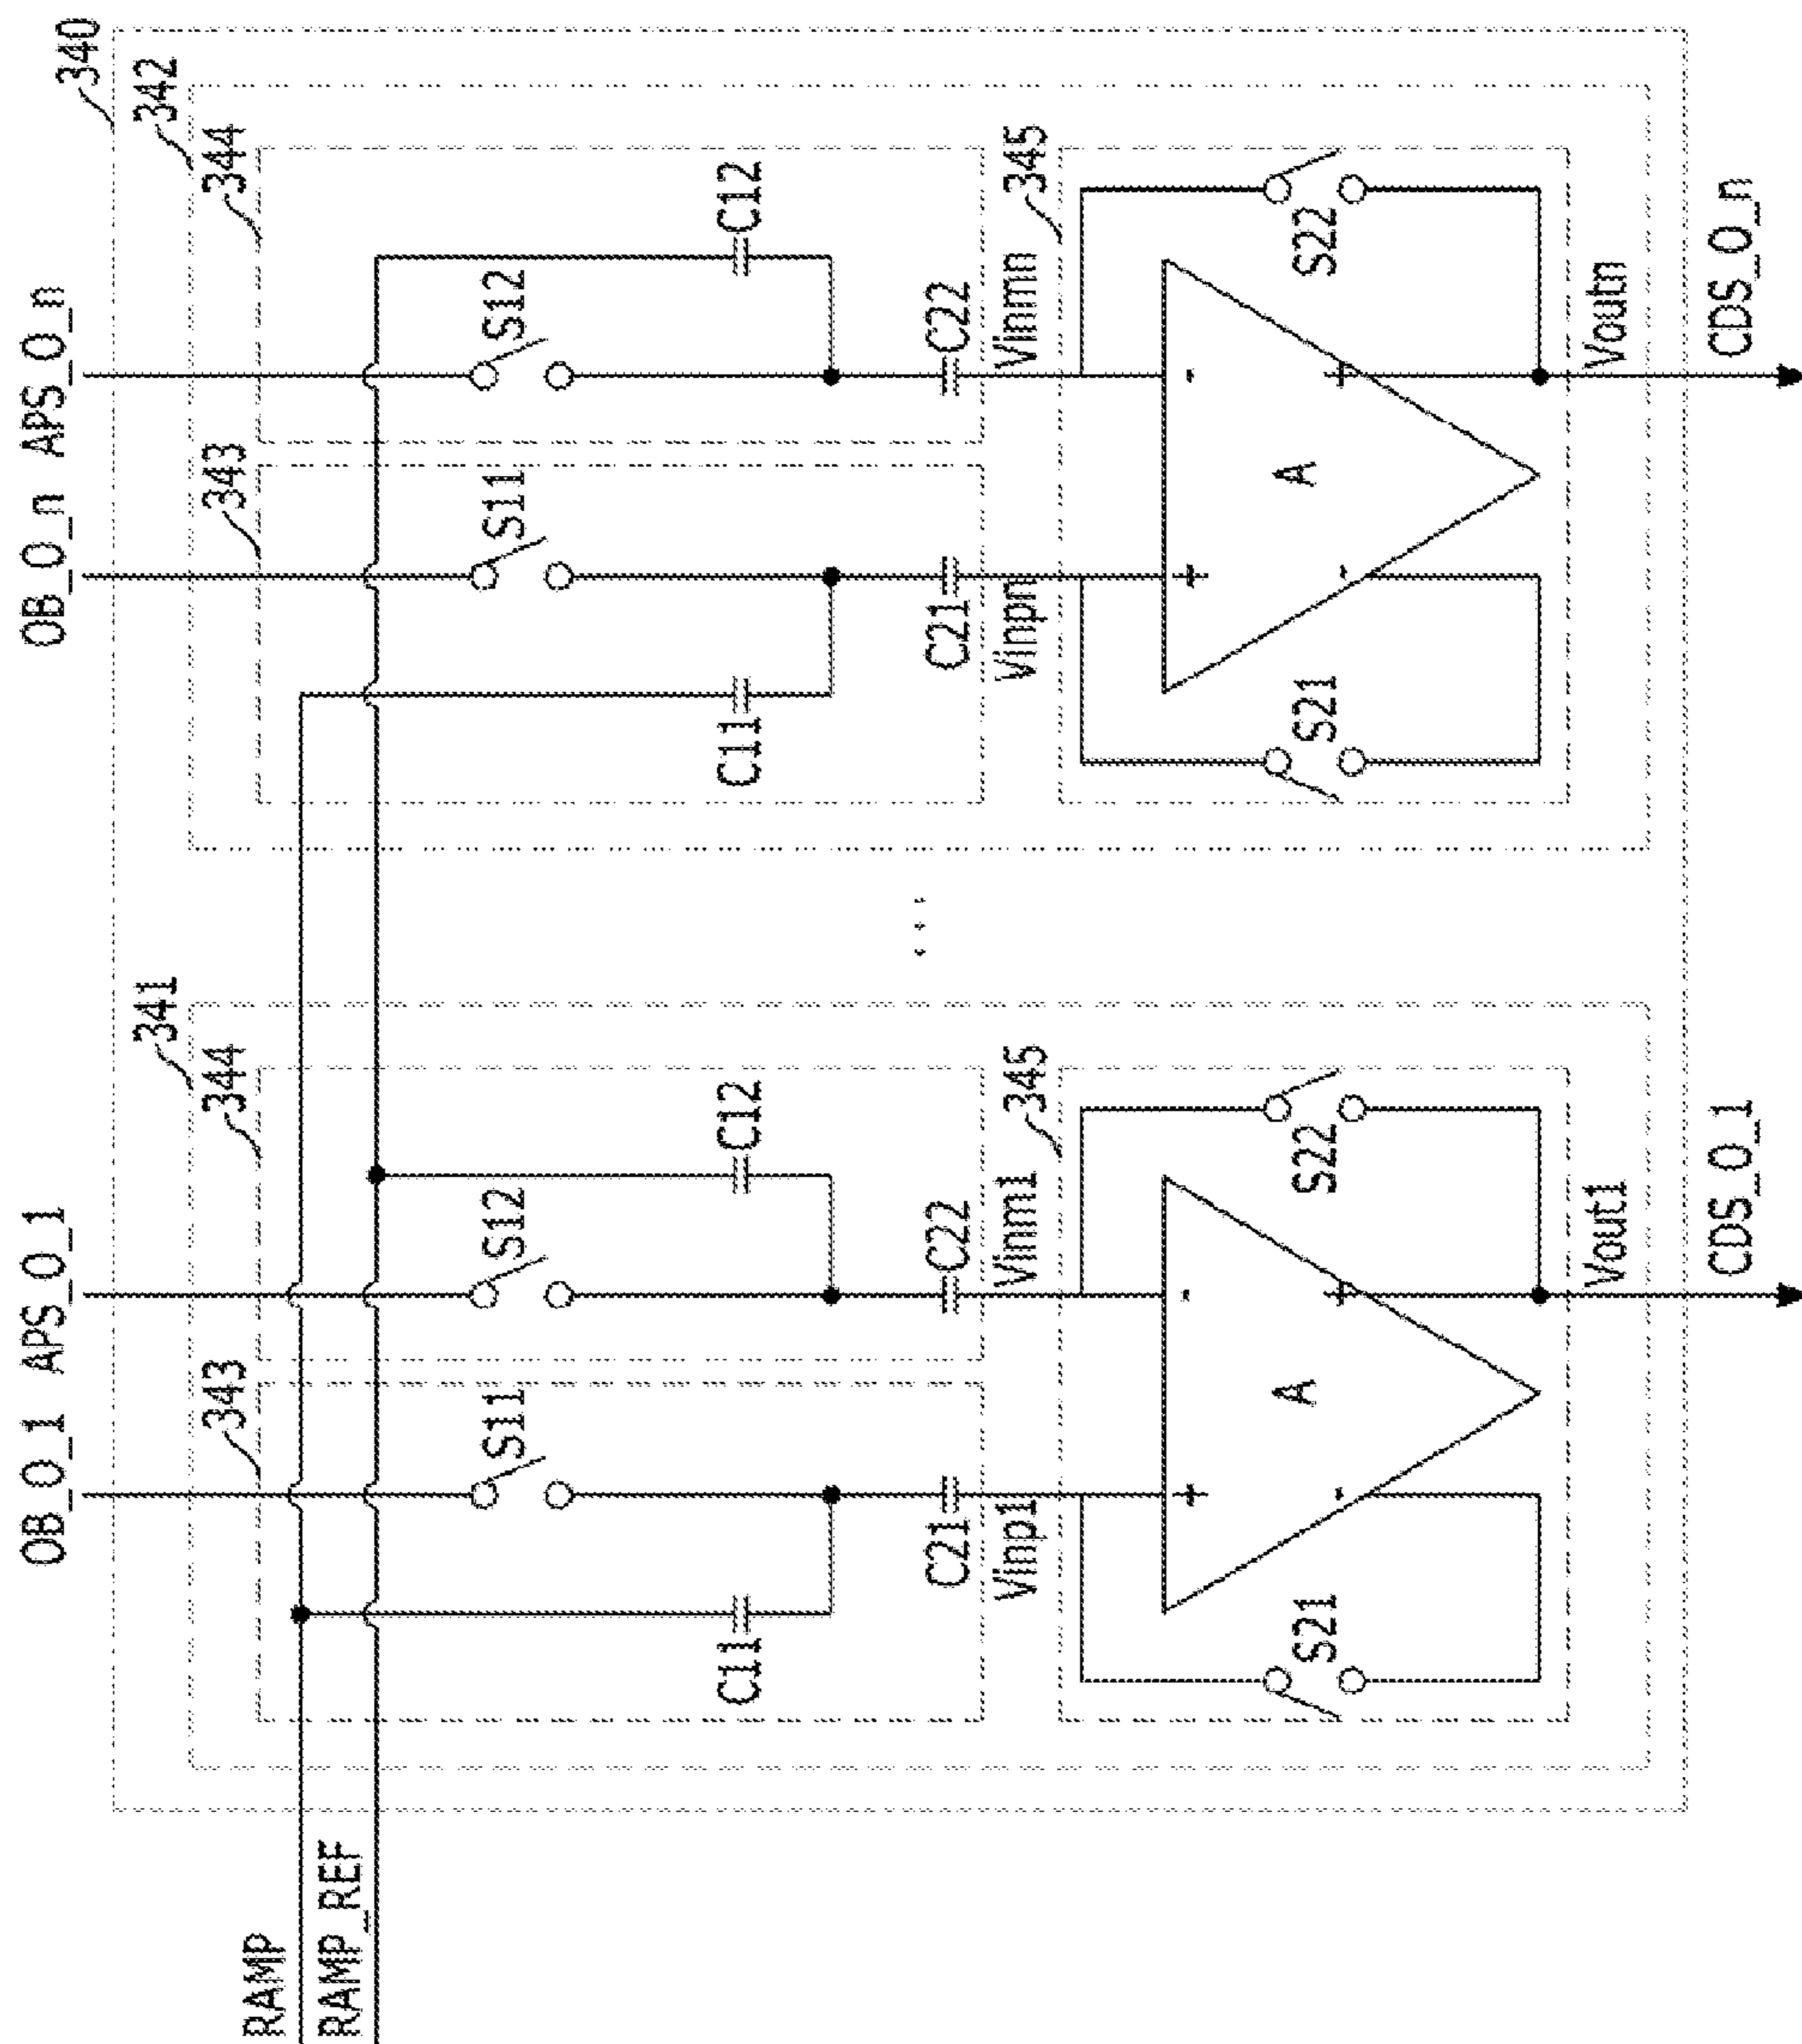 OB_O_1 APS_O_1
OB_O_n APS_O_n
340
341
342
343
344
343
344
RAMP
RAMP_REF
S11
S12
S11
S12
C11
C12
C11
C12
C21
C22
C21
C22
Vinp1
Vinm1
345
Vinpn
Vinmn
345
+
-
+
-
S21
A
S22
S21
A
S22
-
+
-
+
Vout1
Voutn
CDS_O_1
CDS_O_n